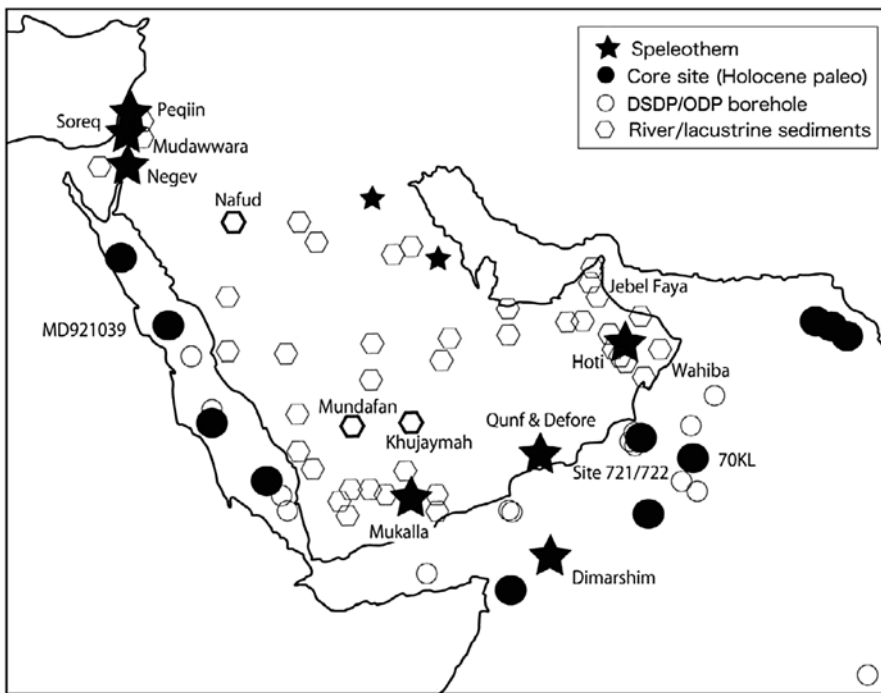 Speleothem
Core site (Holocene paleo)
DSDP/ODP borehole
River/lacustrine sediments
Peqiin
Soreq
Mudawwara
Negev
Nafud
Jebel Faya
MD921039
Hoti
Wahiba
Mundafan
Khujaymah
Qunf & Defore
Site 721/722
70KL
Mukalla
Dimarshim